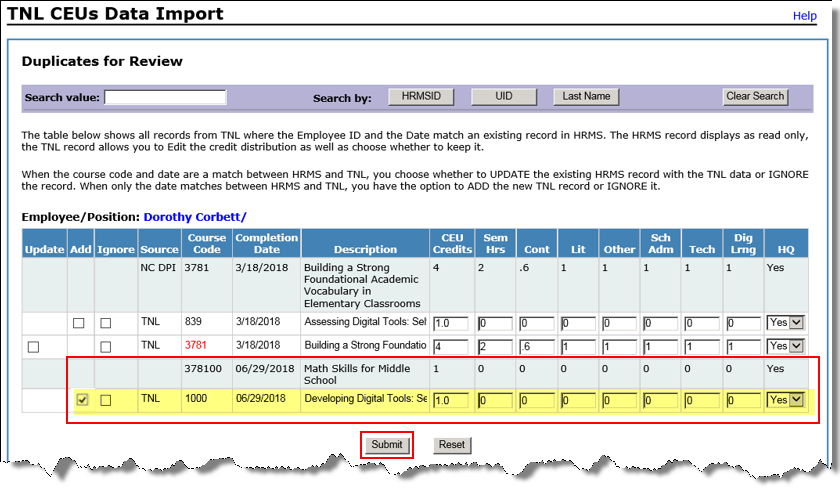 TNL CEUs Data Import
Help
Duplicates for Review
Search value:
Search by:
HRMSID
UID
Last Name
Clear Search
The table below shows all records from TNL where the Employee ID and the Date match an existing record in HRMS. The HRMS record displays as read only,
the TNL record allows you to Edit the credit distribution as well as choose whether to keep it.
When the course code and date are a match between HRMS and TNL, you choose whether to UPDATE the existing HRMS record with the TNL data or IGNORE
the record. When only the date matches between HRMS and TNL, you have the option to ADD the new TNL record or IGNORE it.
Employee/Position: Dorothy Corbett/
Update Add Ignore Source Course Code Completion Date Description CEU Credits Sem Hrs Cont Lit Other Sch Adm Tech Dig Lrng HQ
NC DPI 3781 3/18/2018 Building a Strong 4 2 .6 1 1 1 1 1 Yes
Foundational Academic
Vocabulary in
Elementary Classrooms
TNL 839 3/18/2018 Assessing Digital Tools: Sel 1.0 0 0 0 0 0 0 0 Yes
TNL 3781 3/18/2018 Building a Strong Foundatio 4 2 .6 1 1 1 1 1 Yes
378100 06/29/2018 Math Skills for Middle 1 0 0 0 0 0 0 0 Yes
School
TNL 1000 06/29/2018 Developing Digital Tools: Se 1.0 0 0 0 0 0 0 0 Yes
Submit
Reset